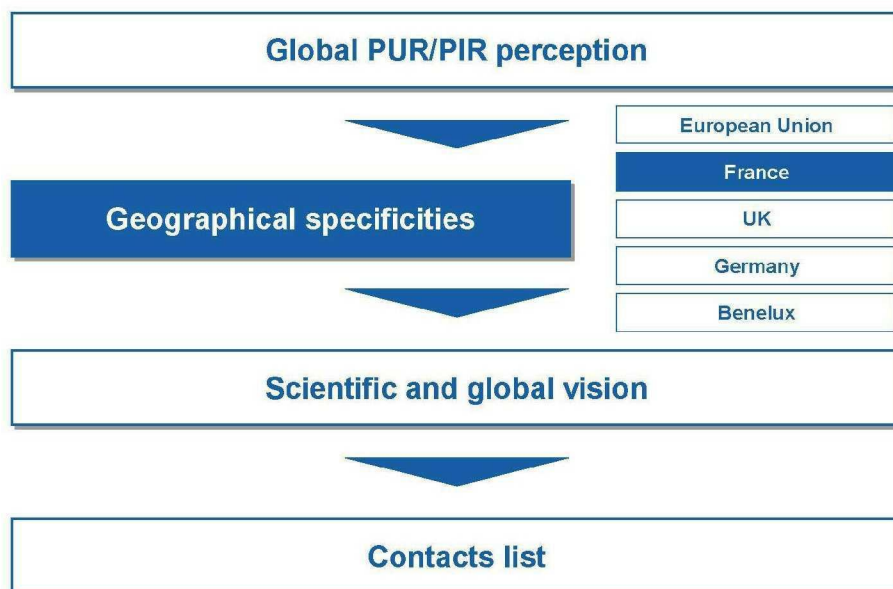 Global PUR/PIR perception
European Union
France
Geographical specificities
UK
Germany
Benelux
Scientific and global vision
Contacts list